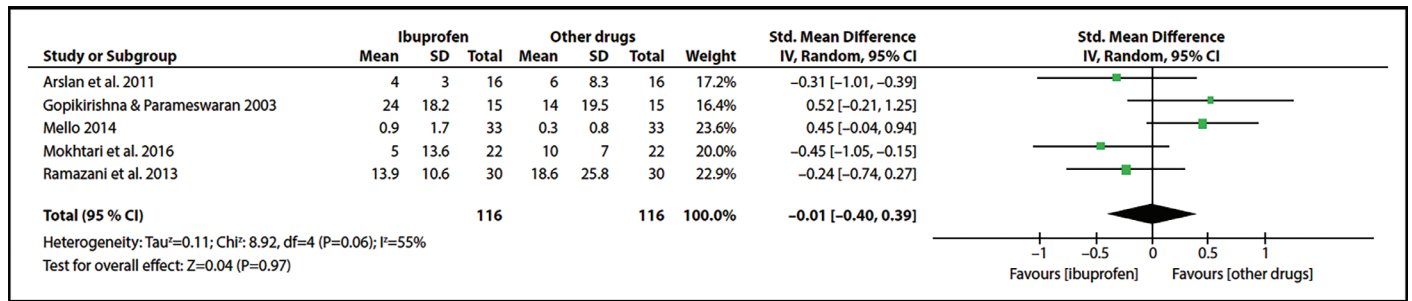 Ibuprofen Other drugs Std. Mean Difference Std. Mean Difference
Study or Subgroup Mean SD Total Mean SD Total Weight IV, Random, 95% CI IV, Random, 95% CI
Arslan et al. 2011 4 3 16 6 8.3 16 17.2% −0.31 [−1.01, −0.39]
Gopikirishna & Parameswaran 2003 24 18.2 15 14 19.5 15 16.4% 0.52 [−0.21, 1.25]
Mello 2014 0.9 1.7 33 0.3 0.8 33 23.6% 0.45 [−0.04, 0.94]
Mokhtari et al. 2016 5 13.6 22 10 7 22 20.0% −0.45 [−1.05, −0.15]
Ramazani et al. 2013 13.9 10.6 30 18.6 25.8 30 22.9% −0.24 [−0.74, 0.27]
Total (95 % CI) 116 116 100.0% −0.01 [−0.40, 0.39]
Heterogeneity: Tauᶻ=0.11; Chiᶻ: 8.92, df=4 (P=0.06); Iᶻ=55%
Test for overall effect: Z=0.04 (P=0.97)
−1 −0.5 0 0.5 1
Favours [ibuprofen] Favours [other drugs]